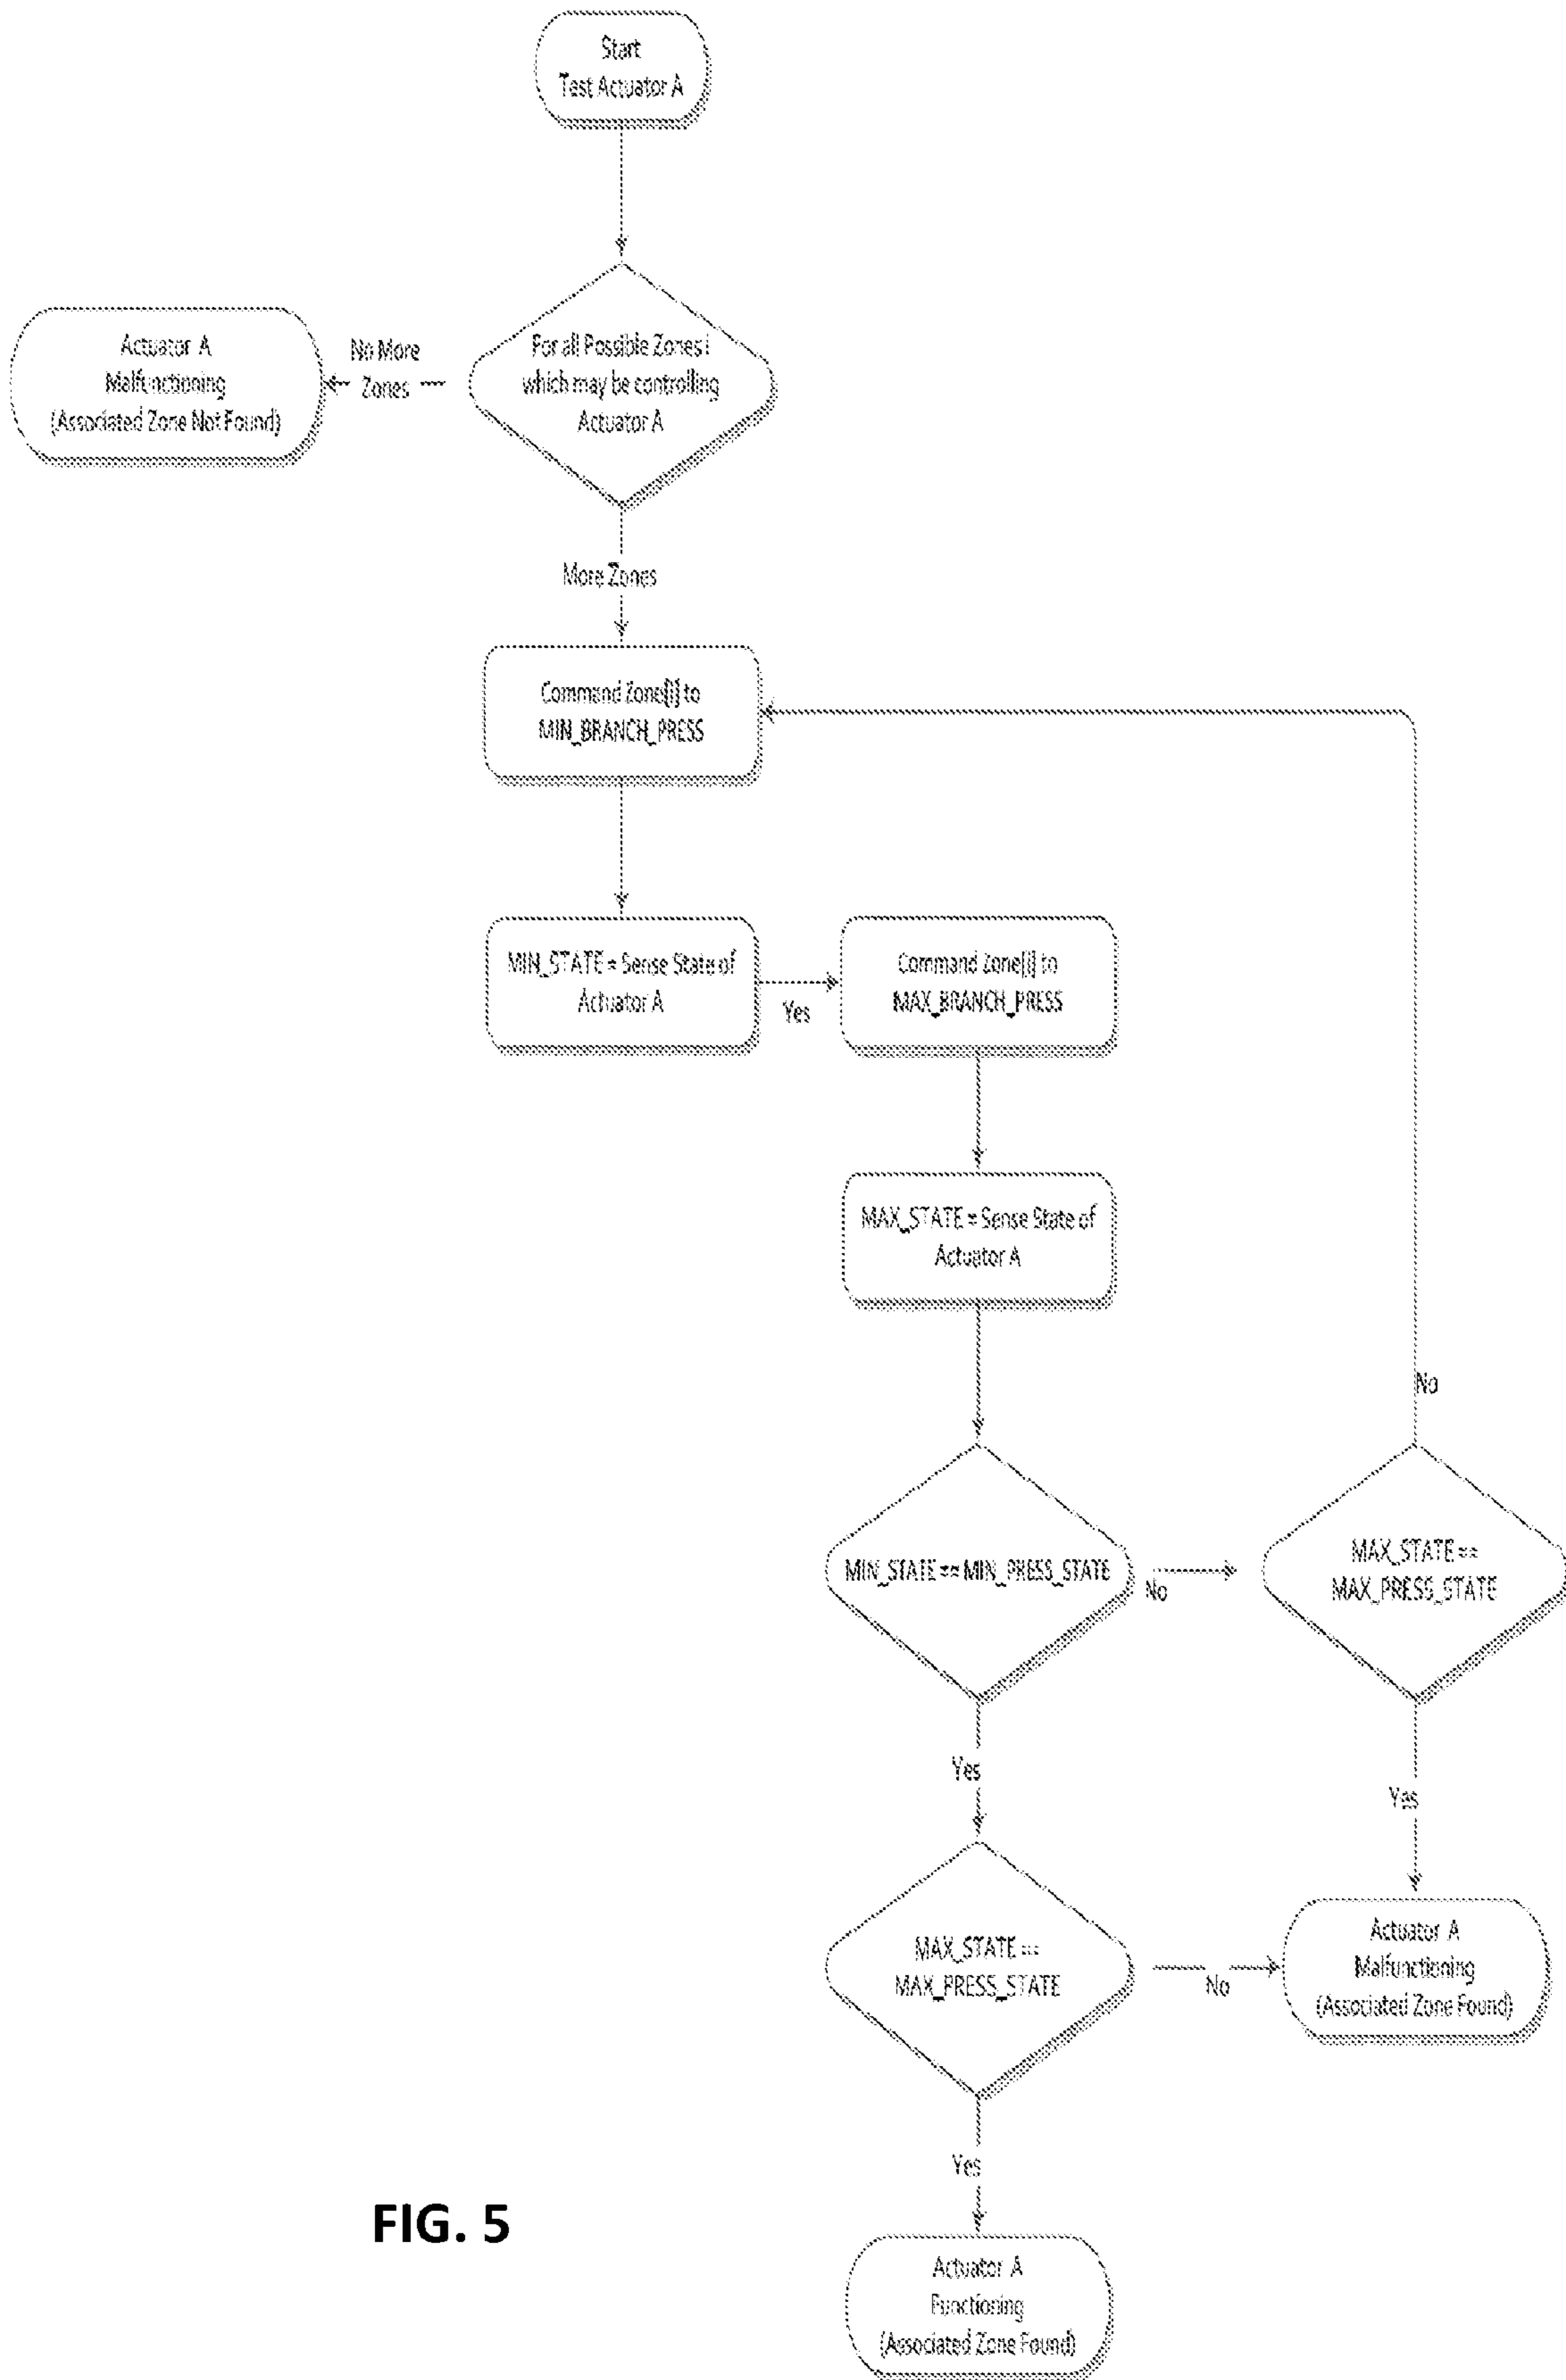 Start
Test Actuator A
For all Possible Zones i
which may be controlling
Actuator A
No More
Zones
Actuator A
Malfunctioning
(Associated Zone Not Found)
More Zones
Command Zone[i] to
MIN_BRANCH_PRESS
MIN_STATE = Sense State of
Actuator A
Yes
Command Zone[i] to
MAX_BRANCH_PRESS
MAX_STATE = Sense State of
Actuator A
No
MIN_STATE == MIN_PRESS_STATE
No
MAX_STATE ==
MAX_PRESS_STATE
Yes
Yes
MAX_STATE ==
MAX_PRESS_STATE
No
Actuator A
Malfunctioning
(Associated Zone Found)
Yes
Actuator A
Functioning
(Associated Zone Found)
FIG. 5